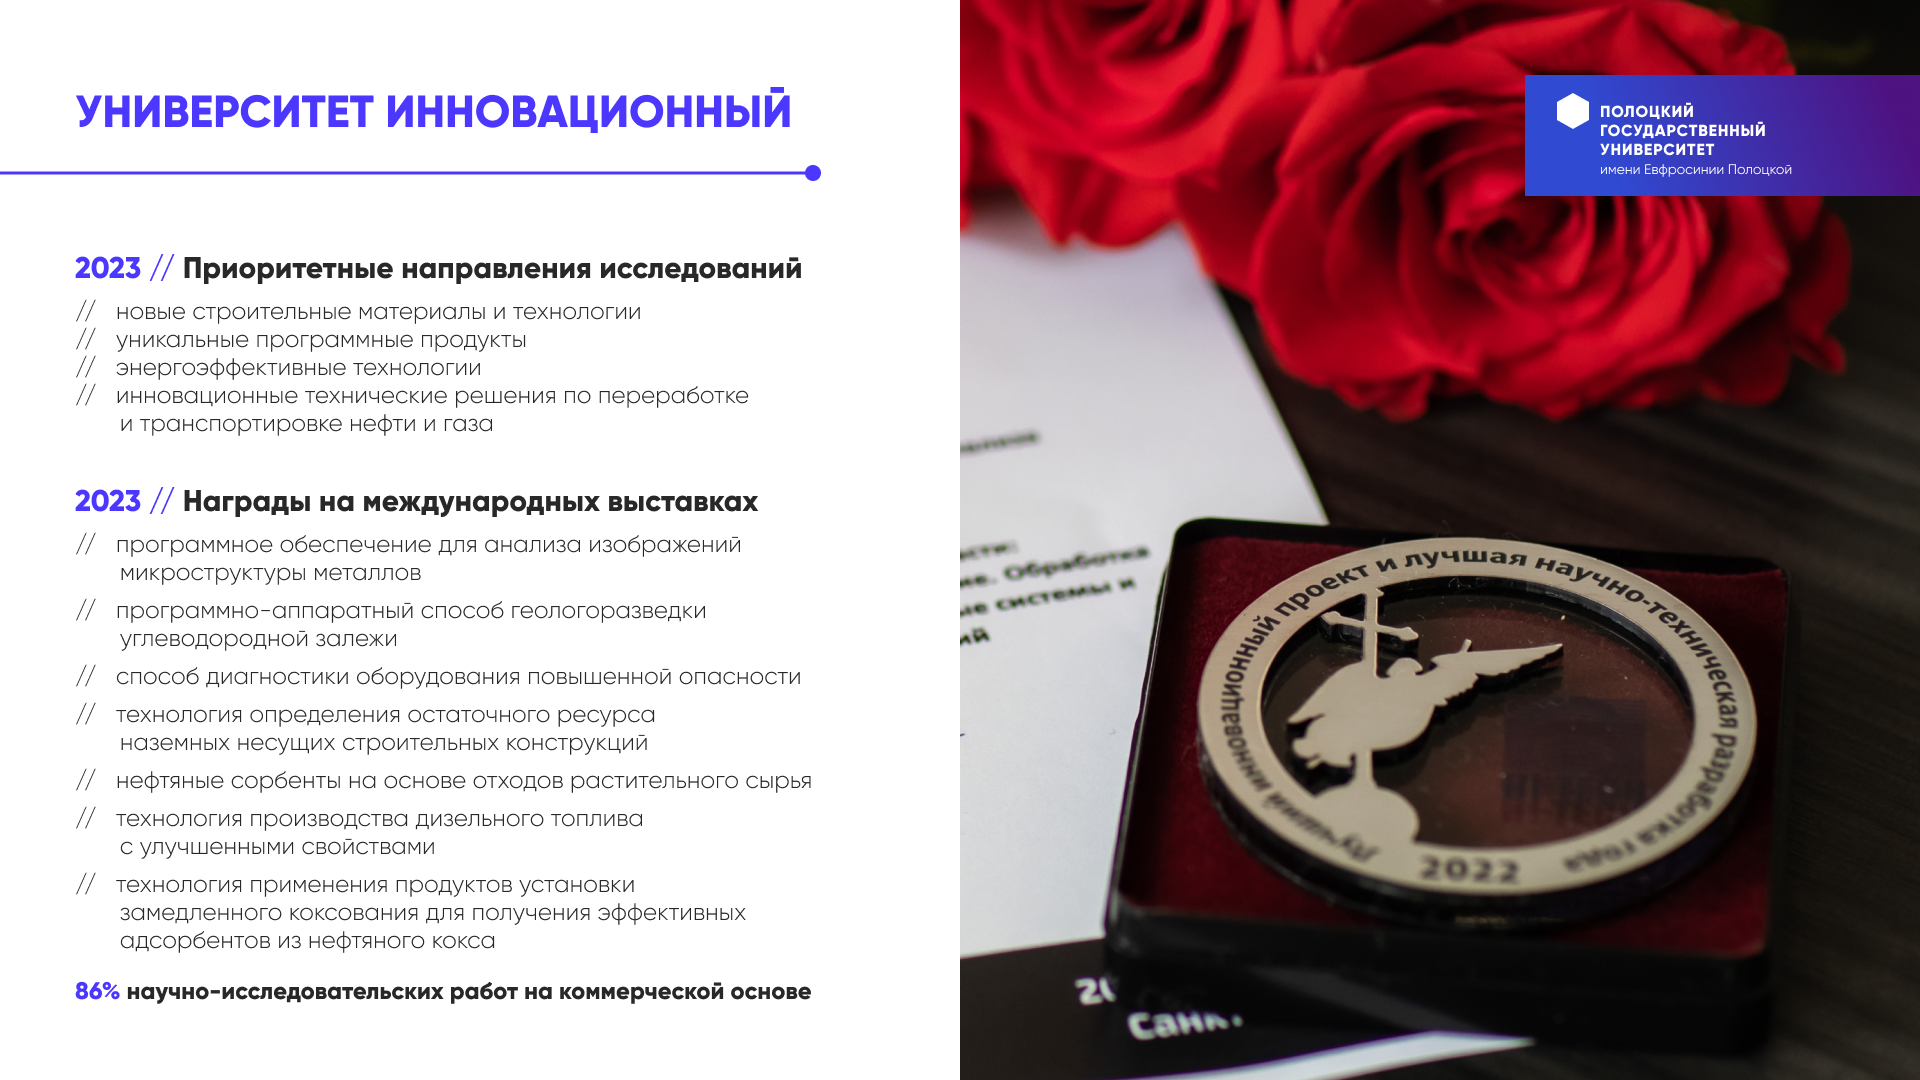 УНИВЕРСИТЕТ ИННОВАЦИОННЫЙ
2023 // Приоритетные направления исследований
// новые строительные материалы и технологии
// уникальные программные продукты
// энергоэффективные технологии
// инновационные технические решения по переработке
и транспортировке нефти и газа
2023 // Награды на международных выставках
// программное обеспечение для анализа изображений
микроструктуры металлов
// программно-аппаратный способ геологоразведки
углеводородной залежи
// способ диагностики оборудования повышенной опасности
// технология определения остаточного ресурса
наземных несущих строительных конструкций
// нефтяные сорбенты на основе отходов растительного сырья
// технология производства дизельного топлива
с улучшенными свойствами
// технология применения продуктов установки
замедленного коксования для получения эффективных
адсорбентов из нефтяного кокса
86% научно-исследовательских работ на коммерческой основе
ПОЛОЦКИЙ
ГОСУДАРСТВЕННЫЙ
УНИВЕРСИТЕТ
имени Евфросинии Полоцкой
Обработка
системы и
Лучший инновационный проект и лучшая научно-техническая разработка года
2022